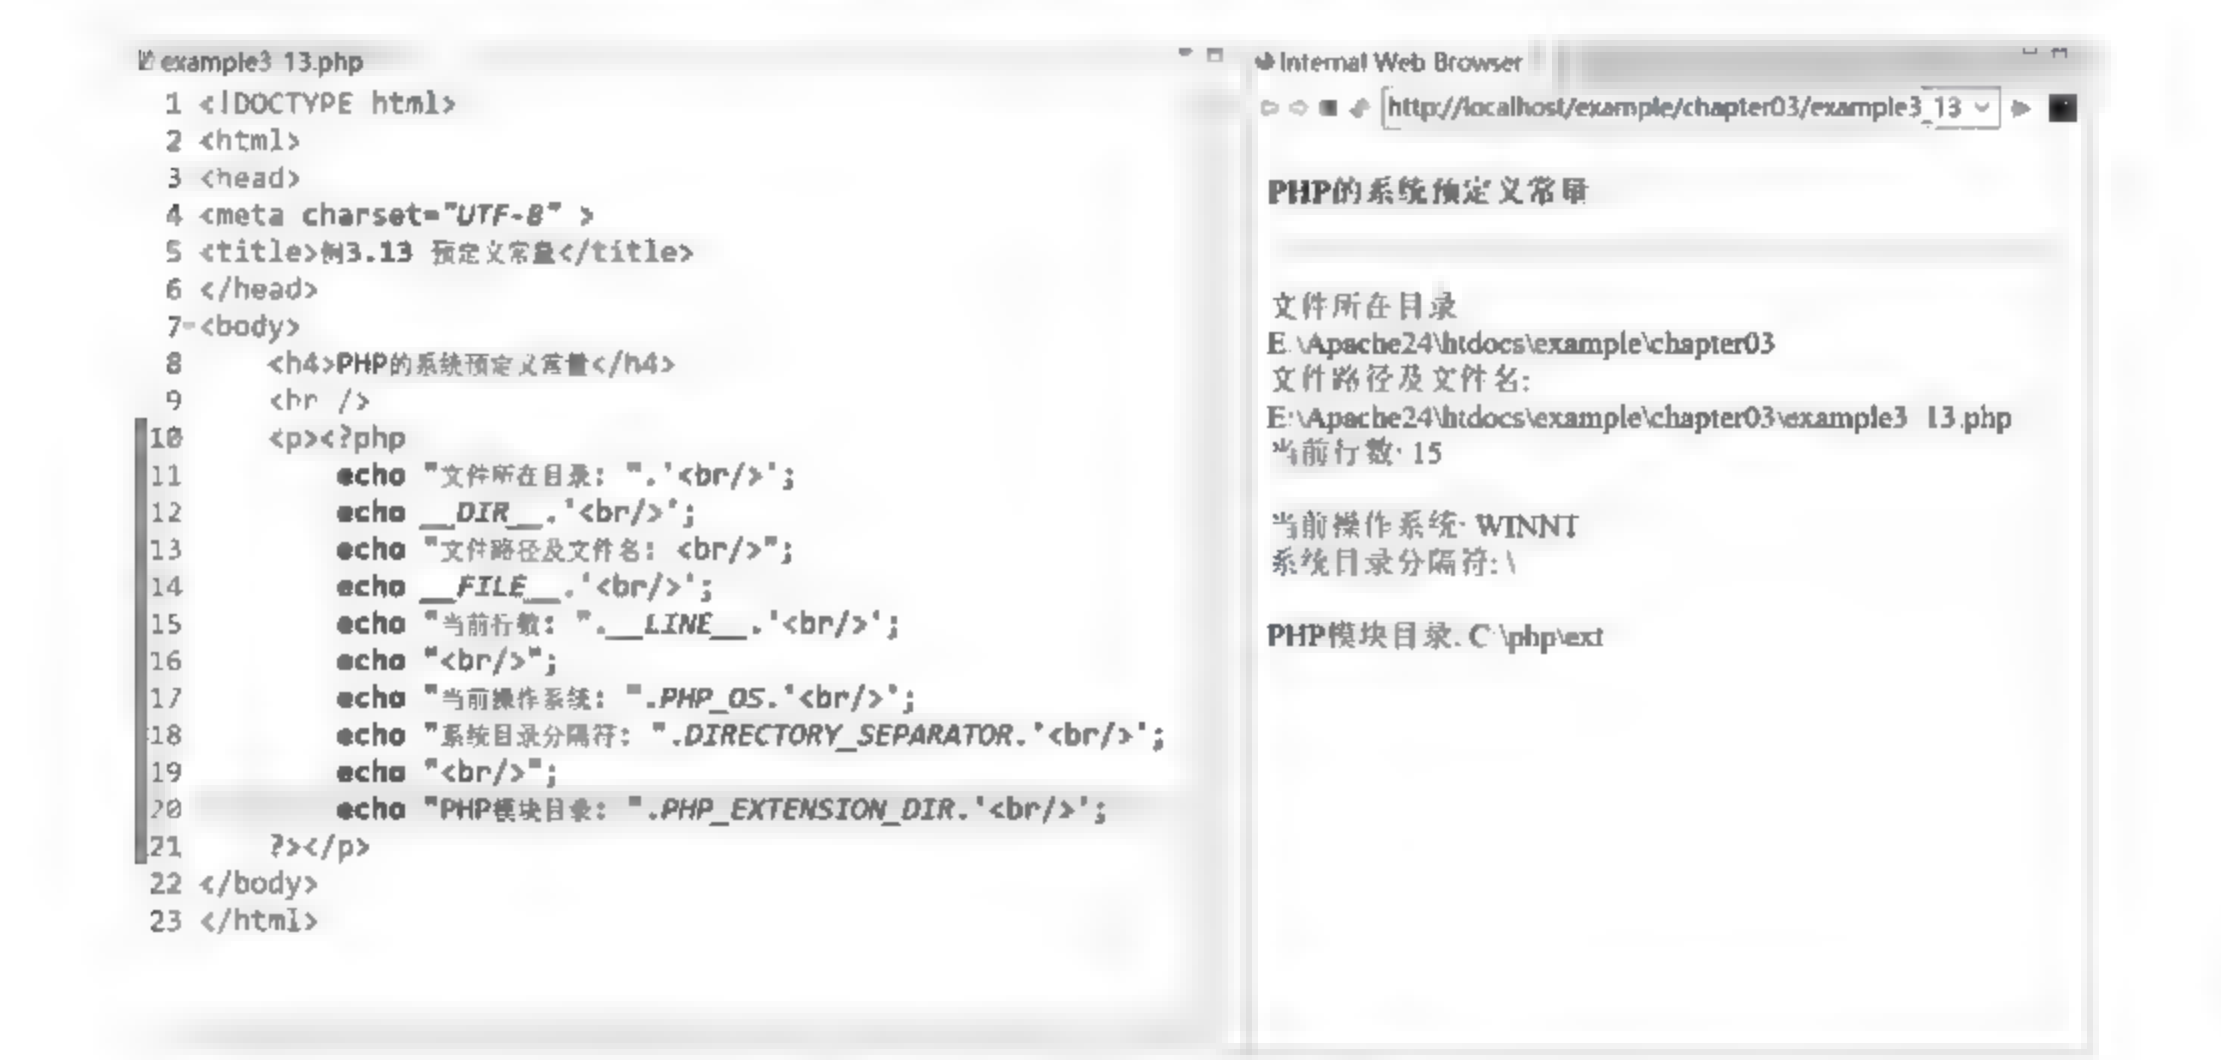 example3_13.php
1 <!DOCTYPE html>
2 <html>
3 <head>
4 <meta charset="UTF-8" >
5 <title>例3.13 预定义常量</title>
6 </head>
7 <body>
8 <h4>PHP的系统预定义常量</h4>
9 <hr />
10 <p><?php
11 echo "文件所在目录: ".'<br/>';
12 echo __DIR__.'<br/>';
13 echo "文件路径及文件名: <br/>";
14 echo __FILE__.'<br/>';
15 echo "当前行数: ".__LINE__.'<br/>';
16 echo "<br/>";
17 echo "当前操作系统: ".PHP_OS.'<br/>';
18 echo "系统目录分隔符: ".DIRECTORY_SEPARATOR.'<br/>';
19 echo "<br/>";
20 echo "PHP模块目录: ".PHP_EXTENSION_DIR.'<br/>';
21 ?></p>
22 </body>
23 </html>
Internal Web Browser
http://localhost/example/chapter03/example3_13
PHP的系统预定义常量
文件所在目录
E:\Apache24\htdocs\example\chapter03
文件路径及文件名:
E:\Apache24\htdocs\example\chapter03\example3_13.php
当前行数: 15
当前操作系统: WINNT
系统目录分隔符: \
PHP模块目录: C:\php\ext